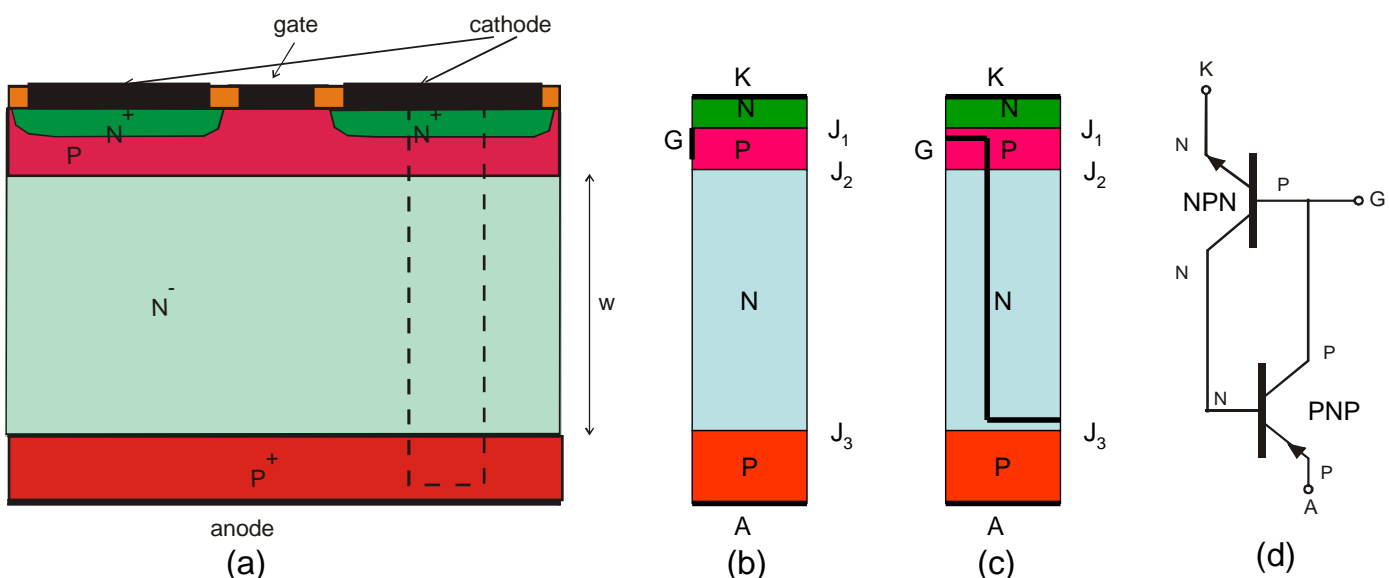 gate
cathode
N+
N+
P
N-
w
P+
anode
(a)
K
N
J1
G
P
J2
N
J3
P
A
(b)
K
N
J1
G
P
J2
N
J3
P
A
(c)
K
N
NPN
P
G
N
P
N
PNP
P
A
(d)